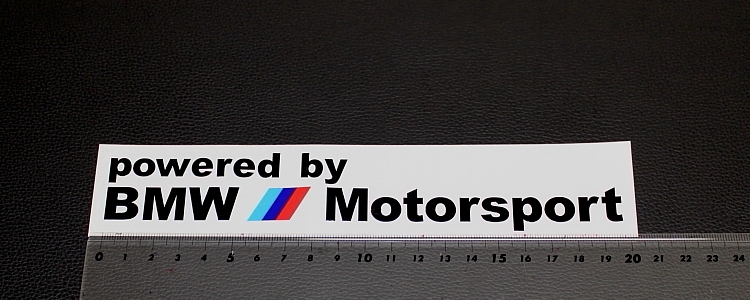 powered by
BMW Motorsport
0 1 2 3 4 5 6 7 8 9 10 11 12 13 14 15 16 17 18 19 20 21 22 23 24